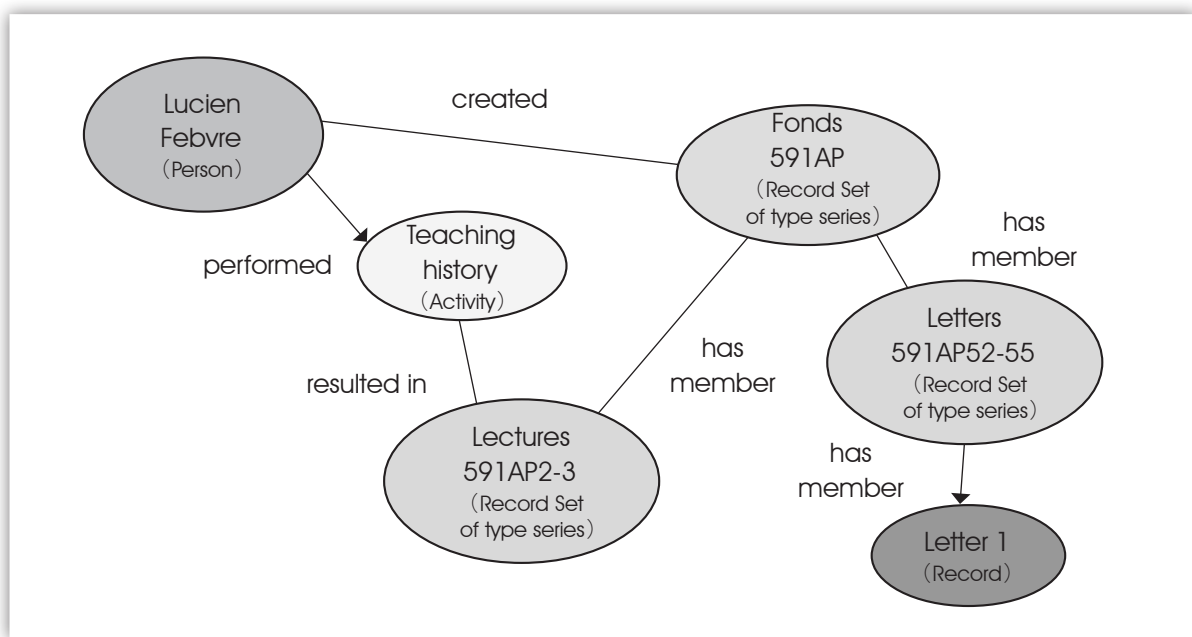 Lucien
Febvre
（Person）
created
Fonds
591AP
（Record Set
of type series）
performed
Teaching
history
（Activity）
has
member
Letters
591AP52-55
（Record Set
of type series）
resulted in
has
member
Lectures
591AP2-3
（Record Set
of type series）
has
member
Letter 1
（Record）